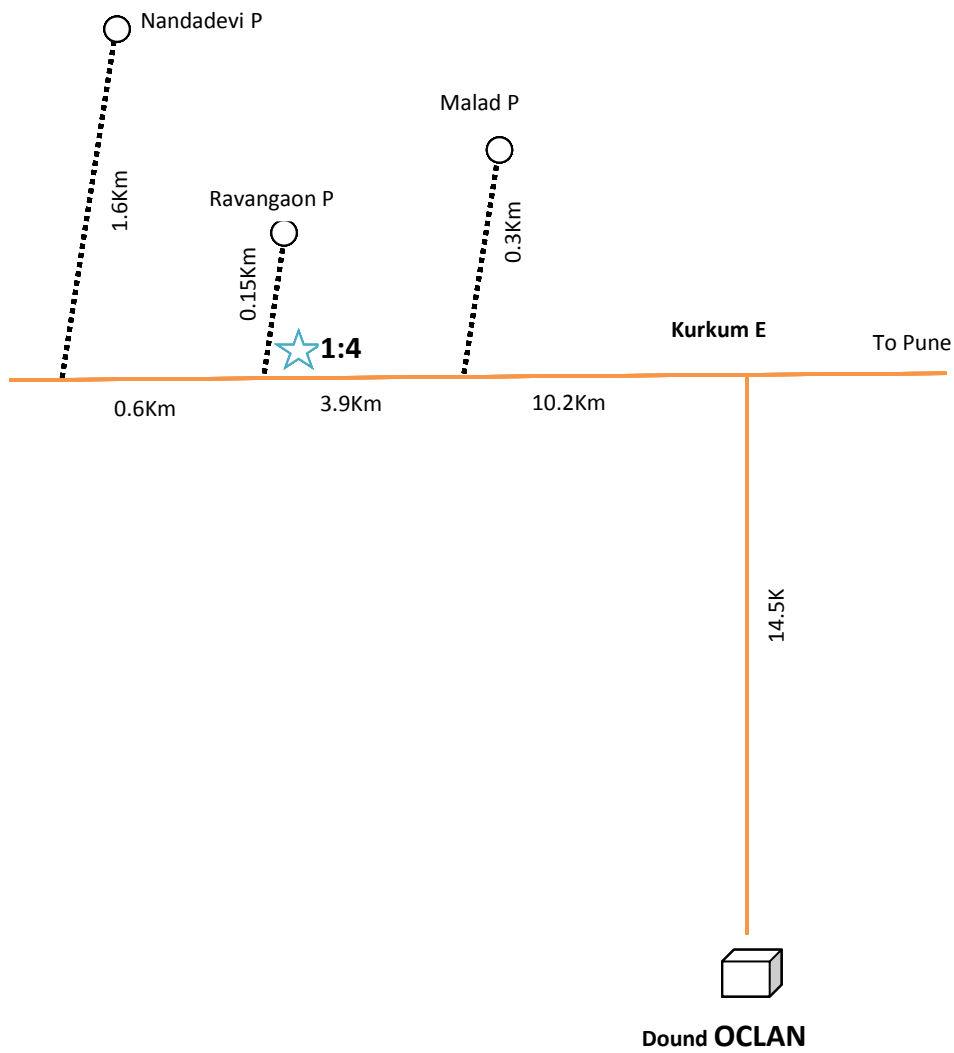 Nandadevi P
Malad P
1.6Km
Ravangaon P
0.3Km
0.15Km
Kurkum E
To Pune
1:4
0.6Km
3.9Km
10.2Km
14.5K
Dound OCLAN